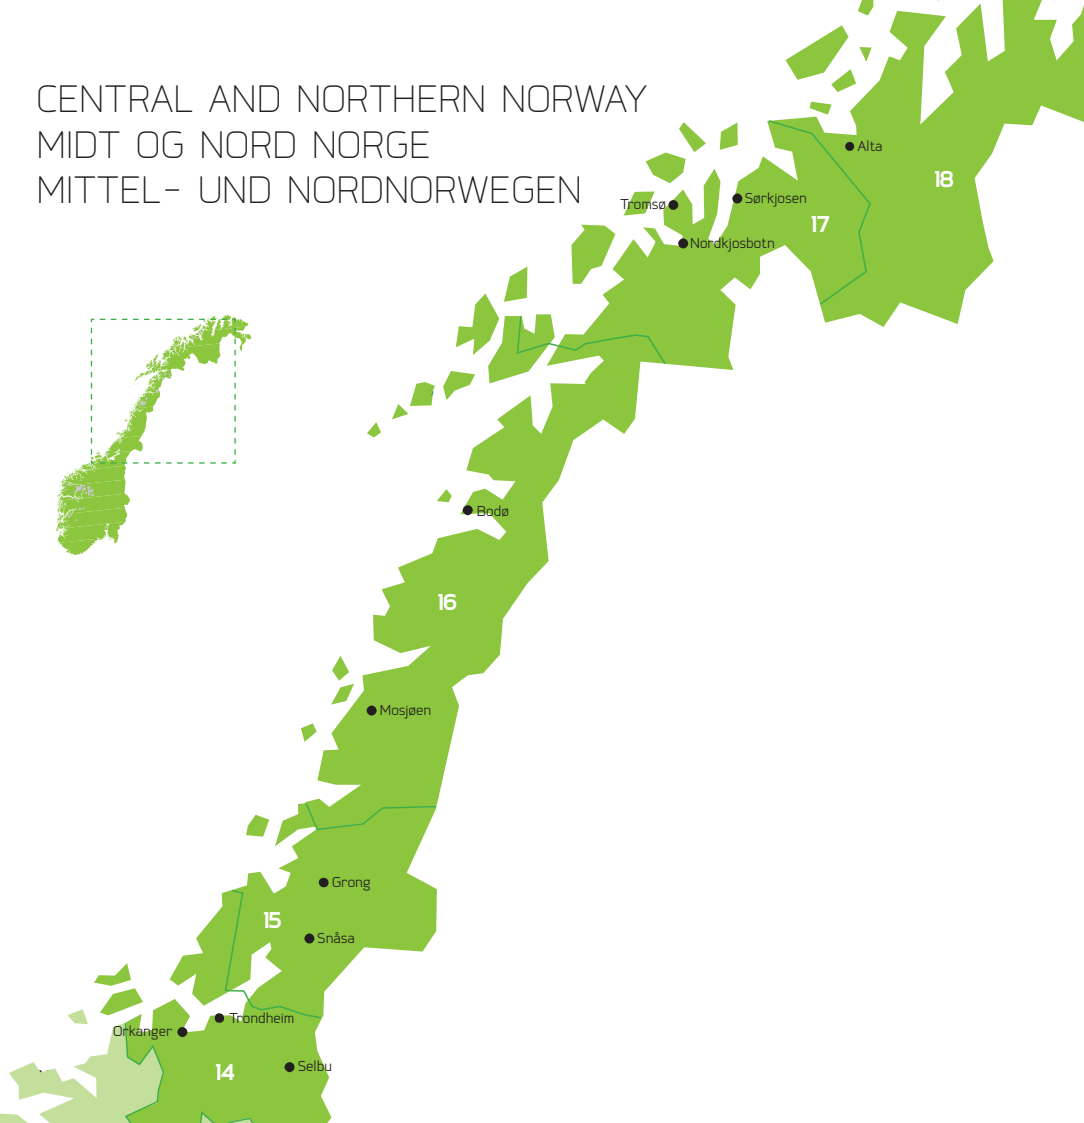 CENTRAL AND NORTHERN NORWAY
MIDT OG NORD NORGE
MITTEL- UND NORDNORWEGEN
Alta
18
Sørkjosen
Tromsø
17
Nordkjosbotn
Bodø
16
Mosjøen
Grong
15
Snåsa
Trondheim
Orkanger
Selbu
14